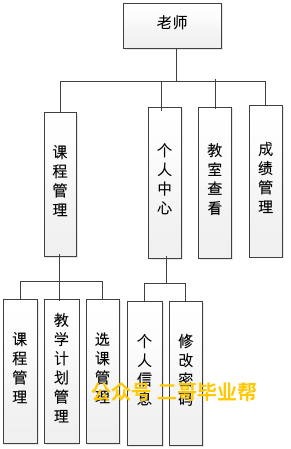 老师
课程管理
个人中心
教室查看
成绩管理
课程管理
教学计划管理
选课管理
个人信息
修改密码
公众号 二哥毕业帮